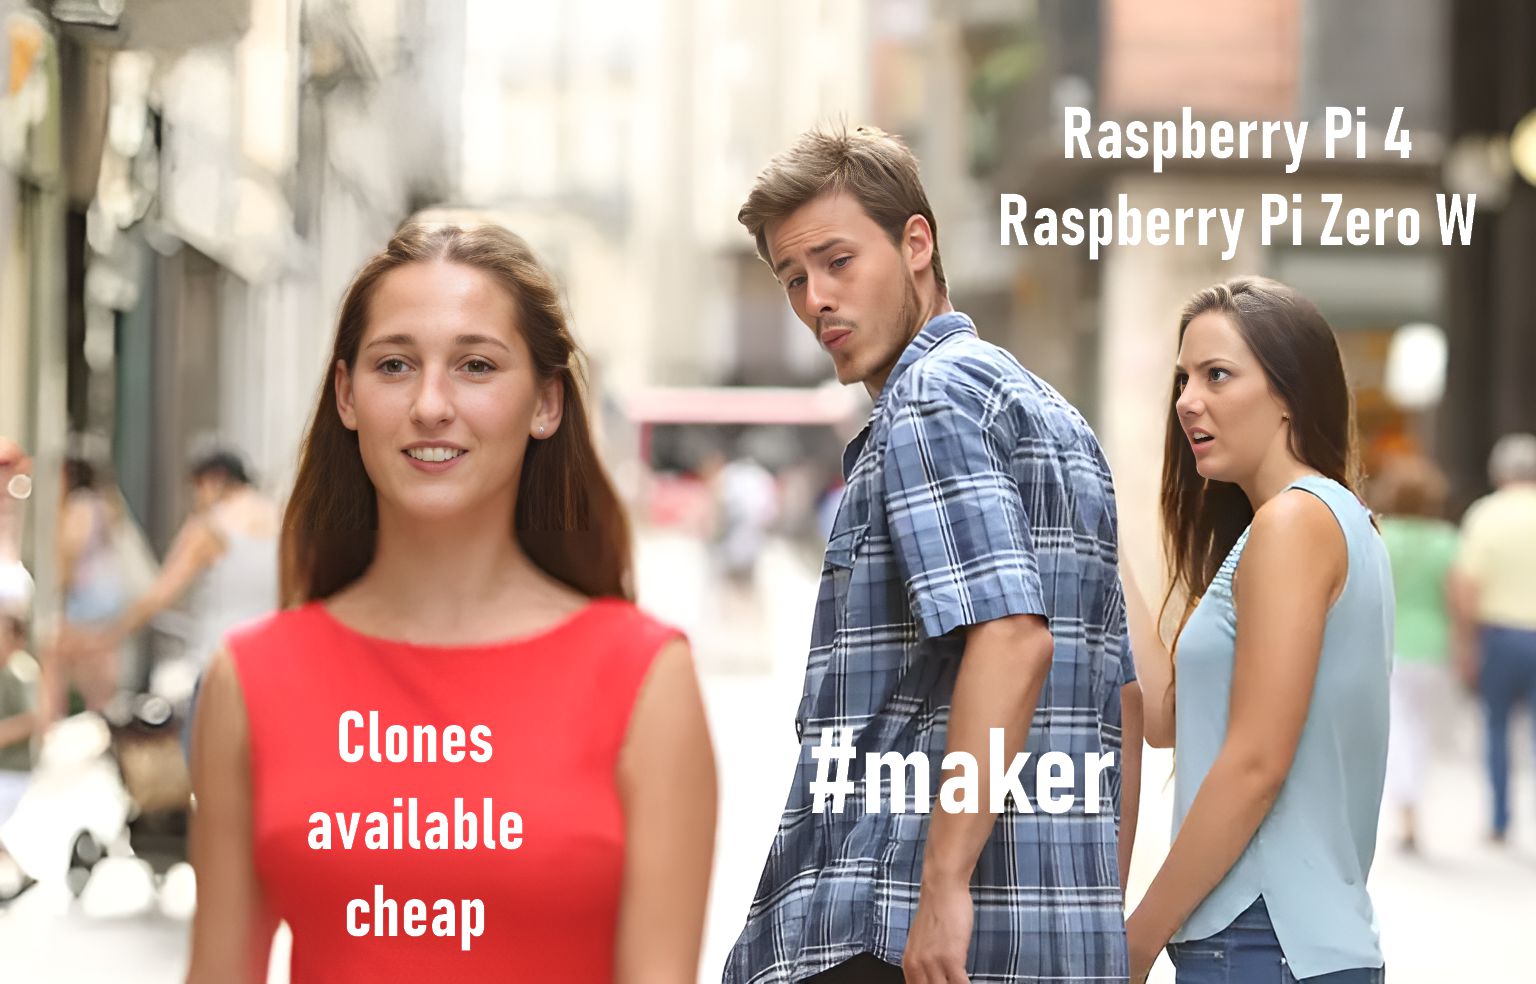 Raspberry Pi 4
Raspberry Pi Zero W
Clones
available
cheap
#maker